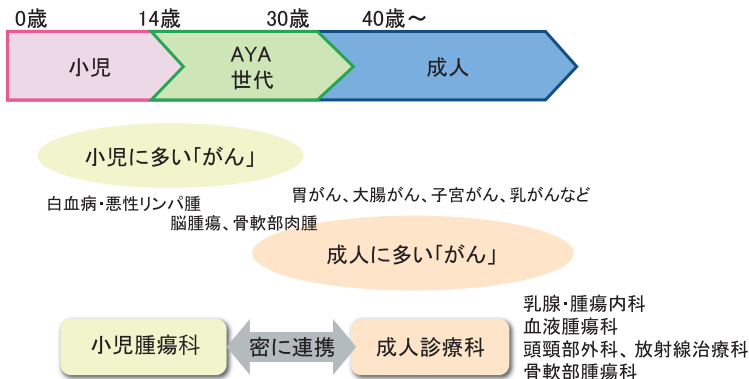 0歳
14歳
30歳
40歳～
小児
AYA
世代
成人
小児に多い「がん」
白血病・悪性リンパ腫
脳腫瘍、骨軟部肉腫
胃がん、大腸がん、子宮がん、乳がんなど
成人に多い「がん」
小児腫瘍科
密に連携
成人診療科
乳腺・腫瘍内科
血液腫瘍科
頭頸部外科、放射線治療科
骨軟部腫瘍科